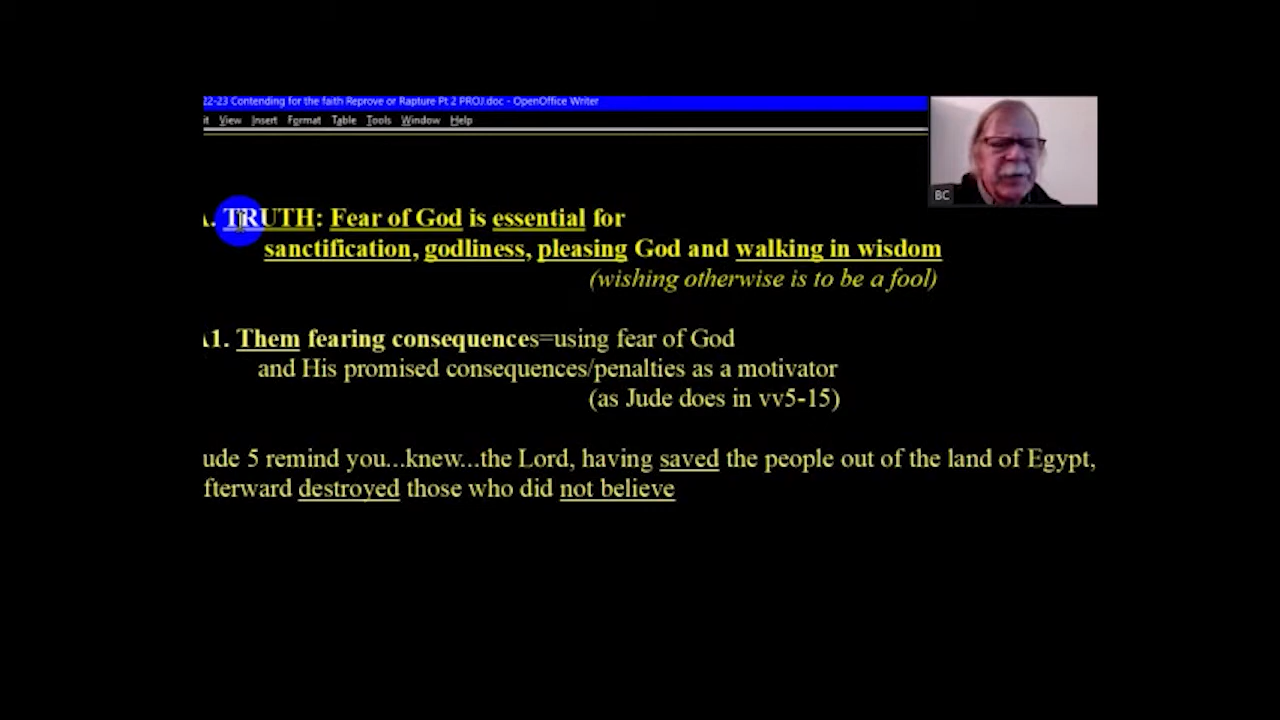 22-23 Contending for the faith Reprove or Rapture Pt 2 PROJ.doc - OpenOffice Writer
it View Insert Format Table Tools Window Help
BC
A. TRUTH: Fear of God is essential for
sanctification, godliness, pleasing God and walking in wisdom
(wishing otherwise is to be a fool)
A1. Them fearing consequences=using fear of God
and His promised consequences/penalties as a motivator
(as Jude does in vv5-15)
ude 5 remind you...knew...the Lord, having saved the people out of the land of Egypt,
fterward destroyed those who did not believe